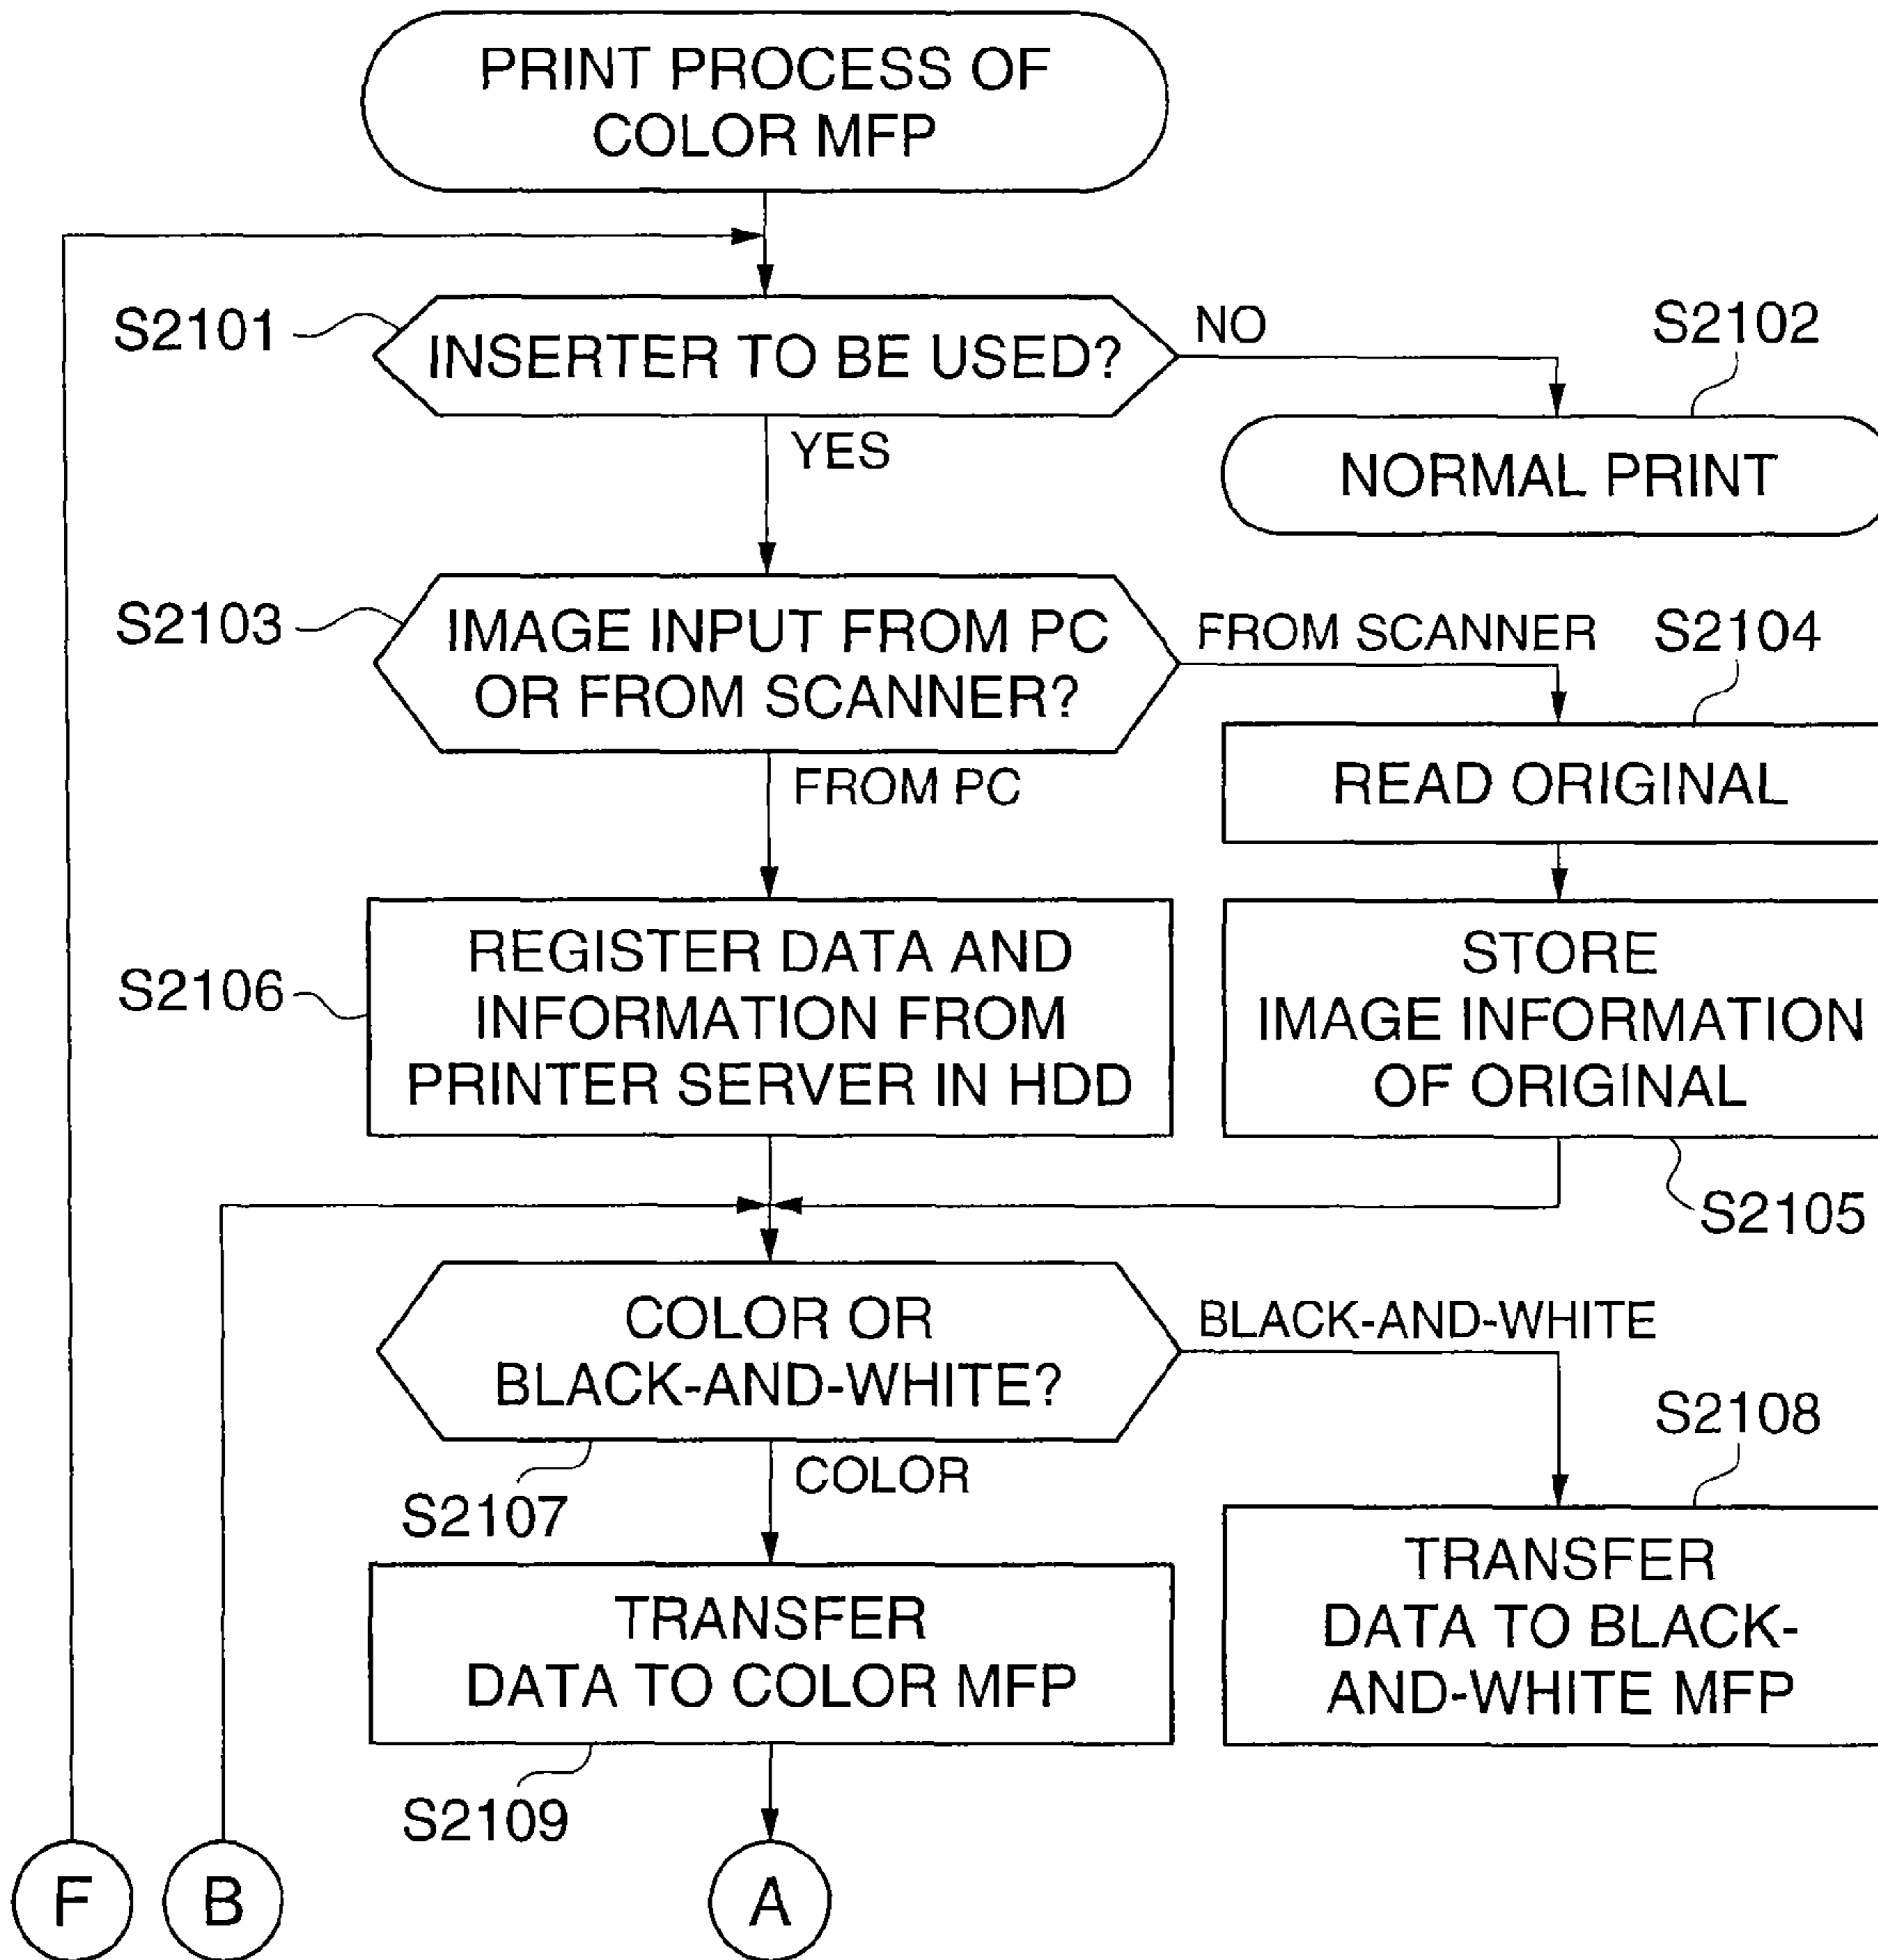 PRINT PROCESS OF
COLOR MFP
S2101
INSERTER TO BE USED?
NO
S2102
YES
NORMAL PRINT
S2103
IMAGE INPUT FROM PC
OR FROM SCANNER?
FROM SCANNER
S2104
FROM PC
READ ORIGINAL
S2106
REGISTER DATA AND
INFORMATION FROM
PRINTER SERVER IN HDD
STORE
IMAGE INFORMATION
OF ORIGINAL
S2105
COLOR OR
BLACK-AND-WHITE?
BLACK-AND-WHITE
S2108
S2107
COLOR
TRANSFER
DATA TO COLOR MFP
TRANSFER
DATA TO BLACK-
AND-WHITE MFP
S2109
F
B
A